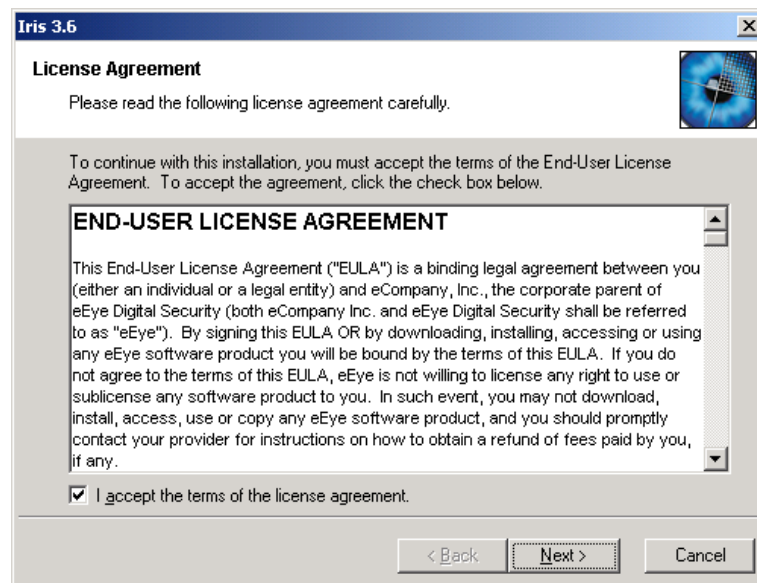 Iris 3.6
License Agreement
Please read the following license agreement carefully.
To continue with this installation, you must accept the terms of the End-User License
Agreement.  To accept the agreement, click the check box below.
END-USER LICENSE AGREEMENT
This End-User License Agreement ("EULA") is a binding legal agreement between you
(either an individual or a legal entity) and eCompany, Inc., the corporate parent of
eEye Digital Security (both eCompany Inc. and eEye Digital Security shall be referred
to as "eEye").  By signing this EULA OR by downloading, installing, accessing or using
any eEye software product you will be bound by the terms of this EULA.  If you do
not agree to the terms of this EULA, eEye is not willing to license any right to use or
sublicense any software product to you.  In such event, you may not download,
install, access, use or copy any eEye software product, and you should promptly
contact your provider for instructions on how to obtain a refund of fees paid by you,
if any.
I accept the terms of the license agreement.
< Back
Next >
Cancel